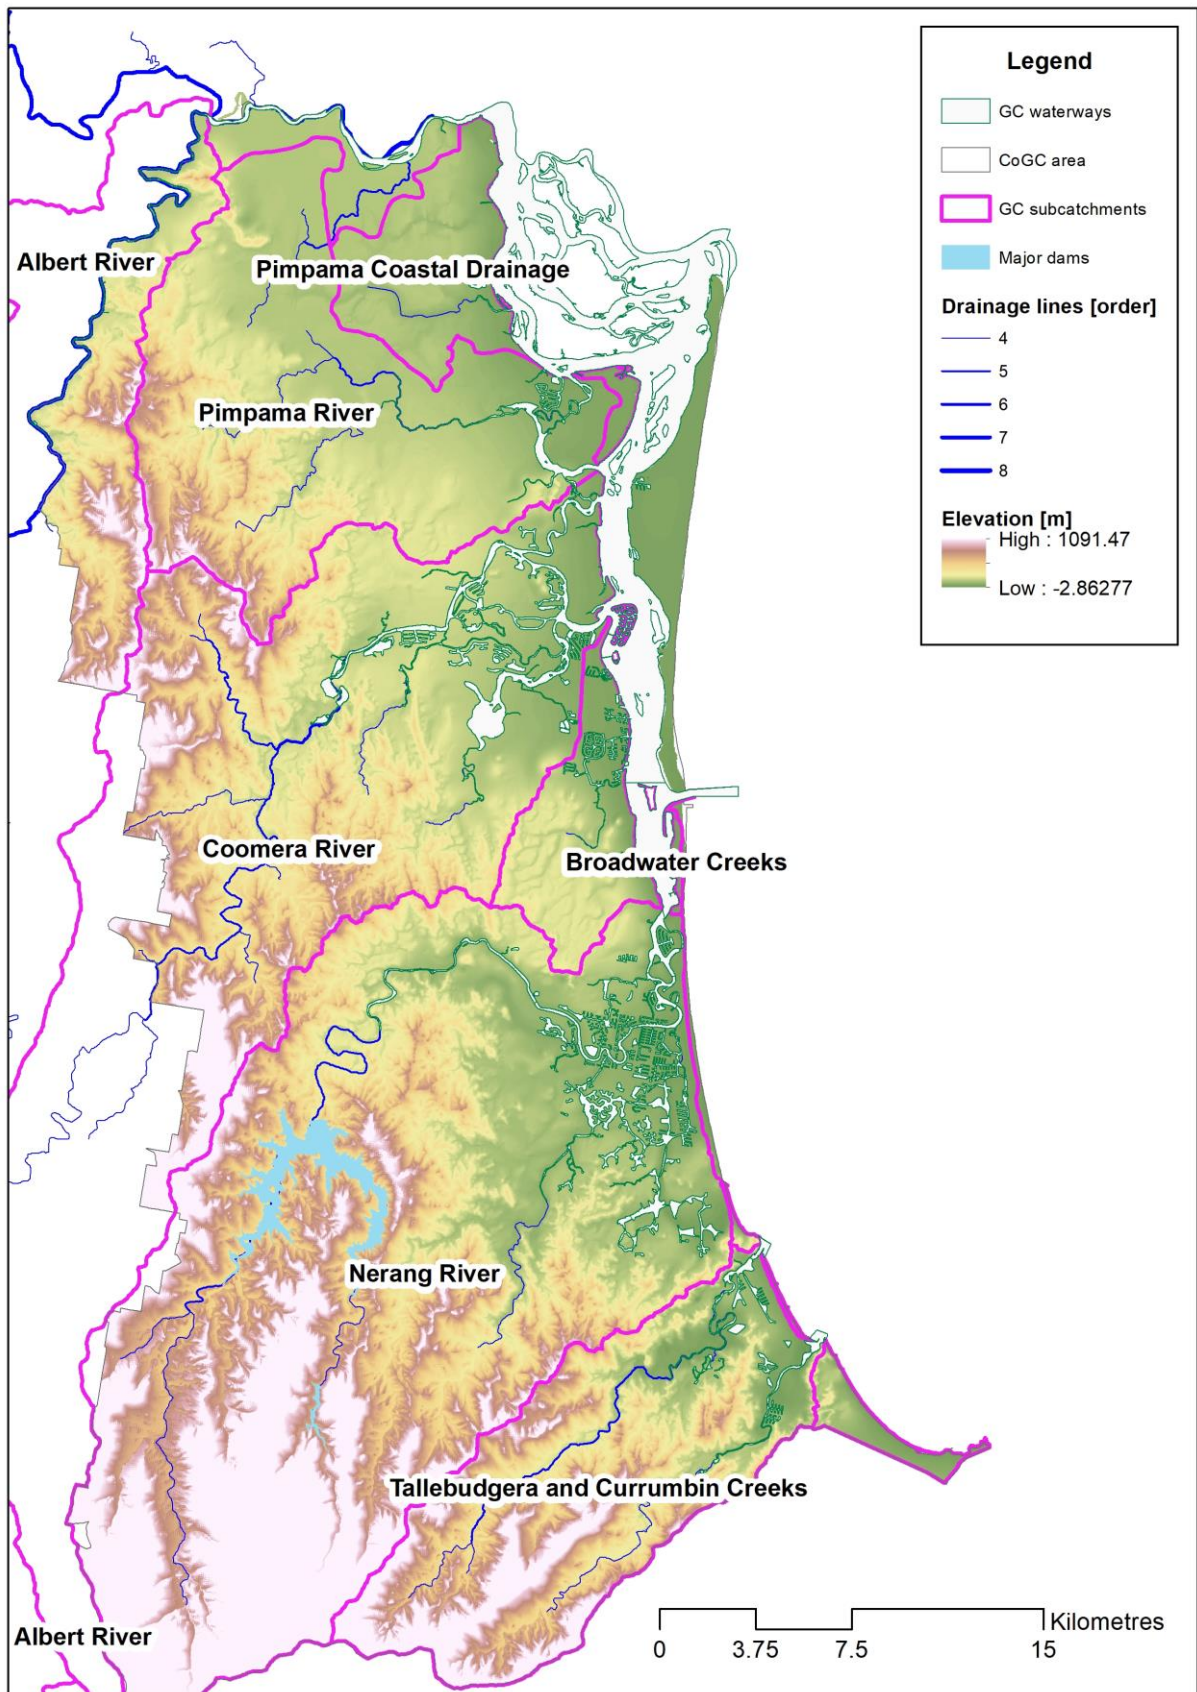 Legend
GC waterways
CoGC area
GC subcatchments
Major dams
Drainage lines [order]
4
5
6
7
8
Elevation [m]
High : 1091.47
Low : -2.86277
Albert River
Pimpama Coastal Drainage
Pimpama River
Coomera River
Broadwater Creeks
Nerang River
Tallebudgera and Currumbin Creeks
Albert River
Kilometres
0 3.75 7.5 15